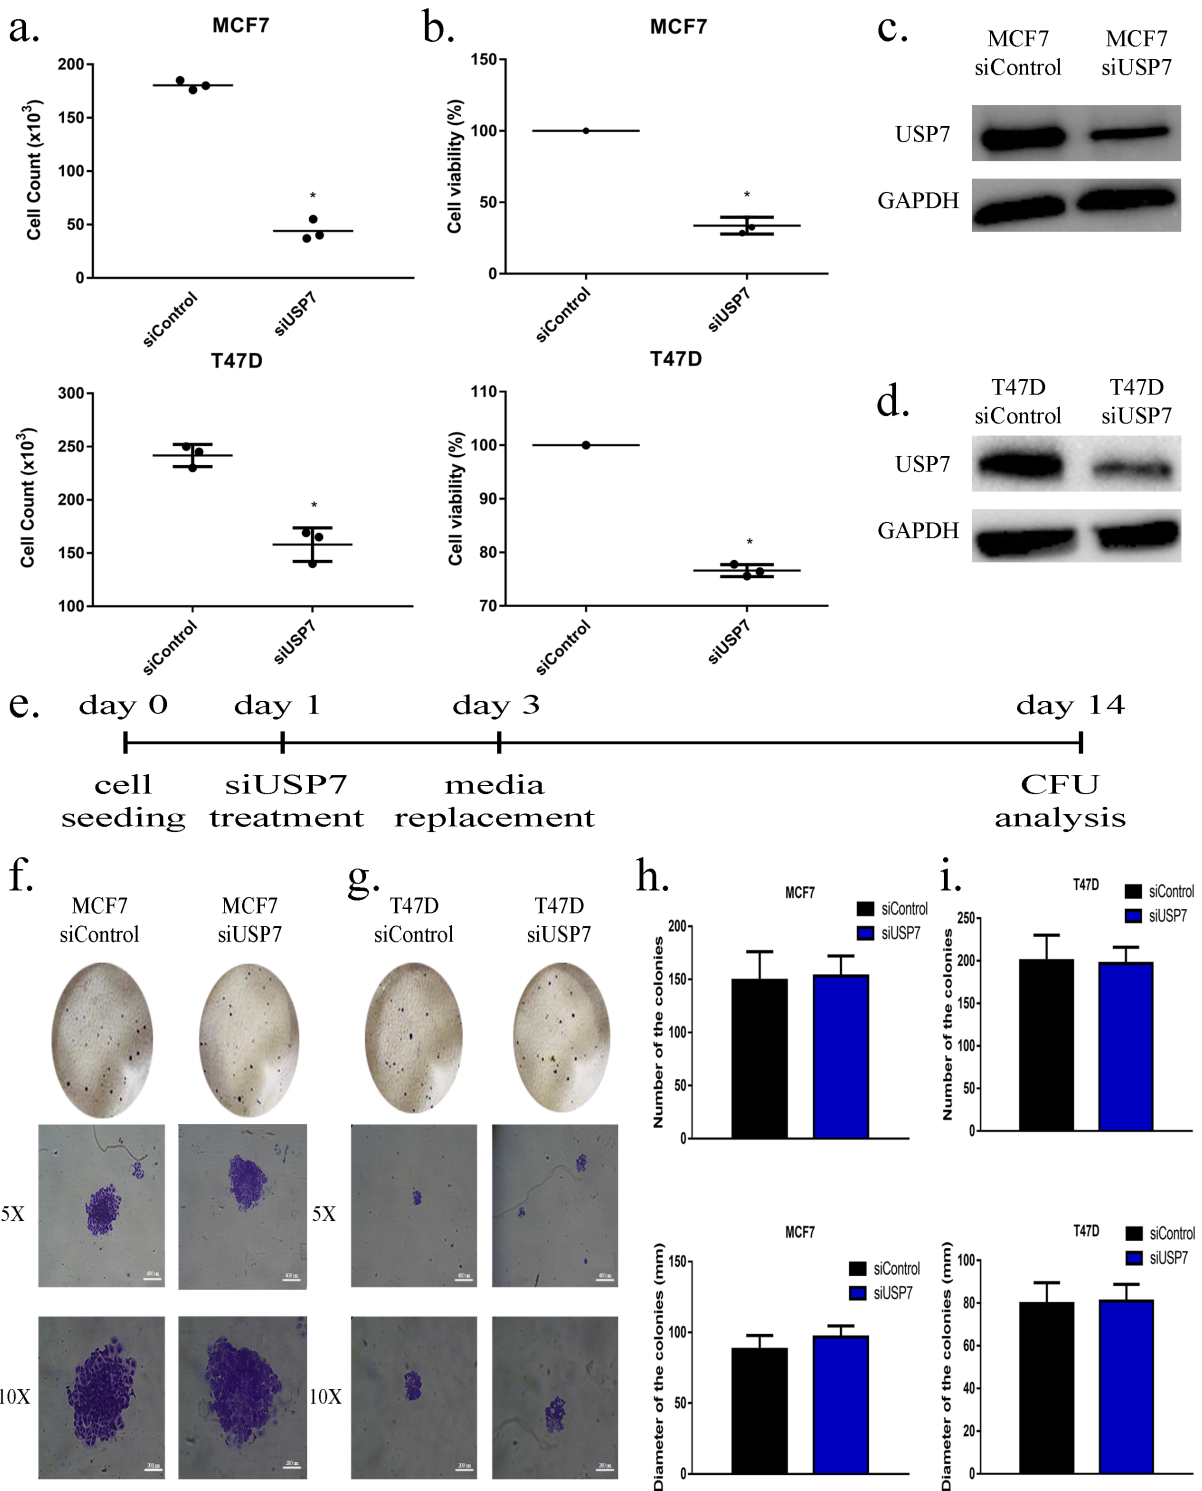 a.
MCF7
Cell Count (x10³)
200
150
100
50
0
*
siControl
siUSP7
T47D
Cell Count (x10³)
300
250
200
150
100
*
siControl
siUSP7
b.
MCF7
Cell viability (%)
150
100
50
0
*
siControl
siUSP7
T47D
Cell viability (%)
110
100
90
80
70
*
siControl
siUSP7
c.
MCF7 MCF7
siControl siUSP7
USP7
GAPDH
d.
T47D T47D
siControl siUSP7
USP7
GAPDH
e.
day 0 day 1 day 3 day 14
cell siUSP7 media CFU
seeding treatment replacement analysis
f.
MCF7 MCF7
siControl siUSP7
5X
10X
g.
T47D T47D
siControl siUSP7
5X
10X
h.
MCF7
siControl
siUSP7
Number of the colonies
200
150
100
50
0
MCF7
siControl
siUSP7
Diameter of the colonies (mm)
150
100
50
0
i.
T47D
siControl
siUSP7
Number of the colonies
250
200
150
100
50
0
T47D
siControl
siUSP7
Diameter of the colonies (mm)
100
80
60
40
20
0